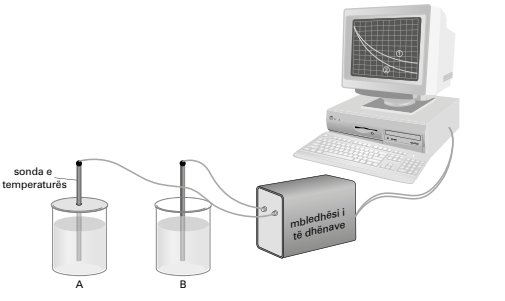 sonda e
temperaturës
mbledhësi i
të dhënave
A
B